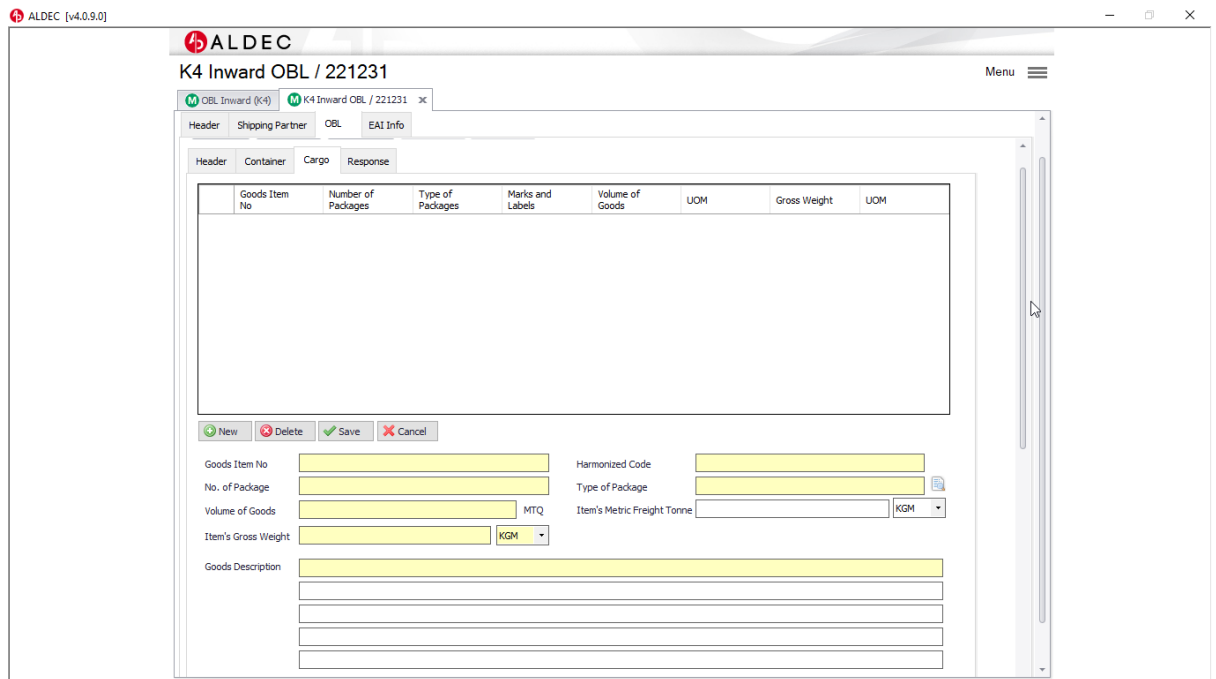 ALDEC [v4.0.9.0]
ALDEC
K4 Inward OBL / 221231
Menu
M OBL Inward (K4) M K4 Inward OBL / 221231
Header Shipping Partner OBL EAI Info
Header Container Cargo Response
Goods Item No Number of Packages Type of Packages Marks and Labels Volume of Goods UOM Gross Weight UOM
New Delete Save Cancel
Goods Item No Harmonized Code
No. of Package Type of Package
Volume of Goods MTQ Item's Metric Freight Tonne KGM
Item's Gross Weight KGM
Goods Description